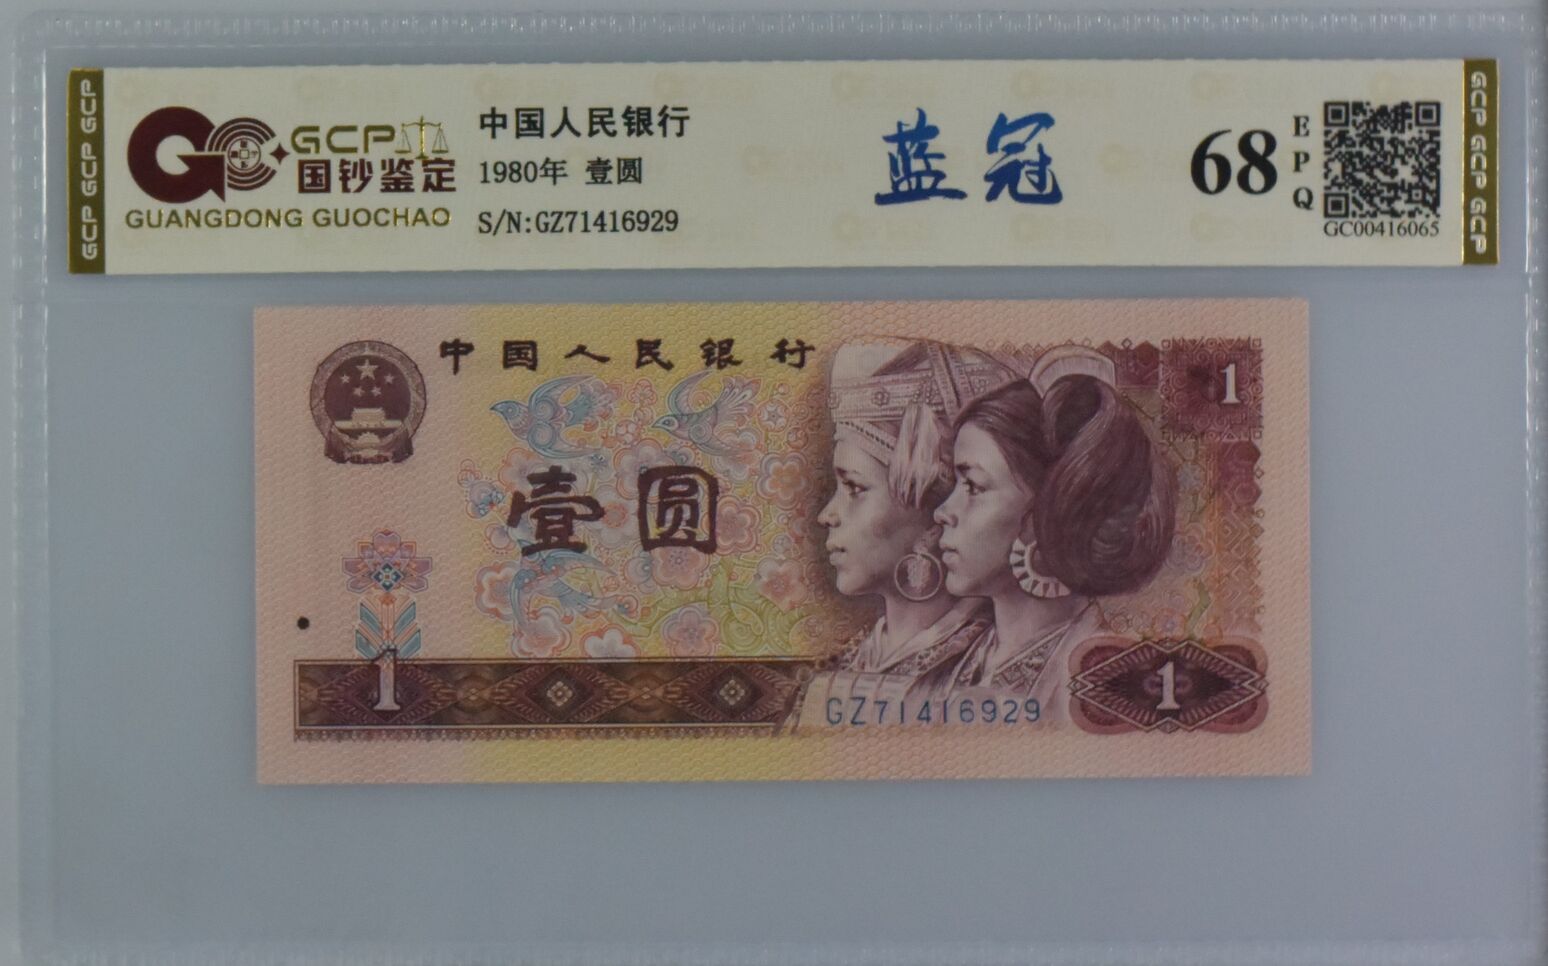 GCP GCP GCP
GCP
国钞鉴定
GUANGDONG GUOCHAO
中国人民银行
1980年 壹圆
S/N:GZ71416929
蓝冠
68
EPQ
GC00416065
GCP GCP GCP
中国人民银行
1
壹圆
1
GZ71416929
1